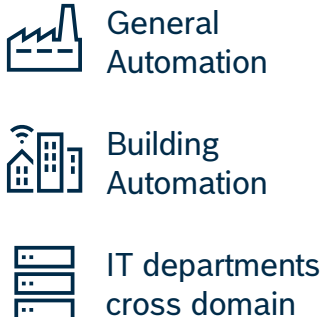 General
Automation
Building
Automation
IT departments
cross domain